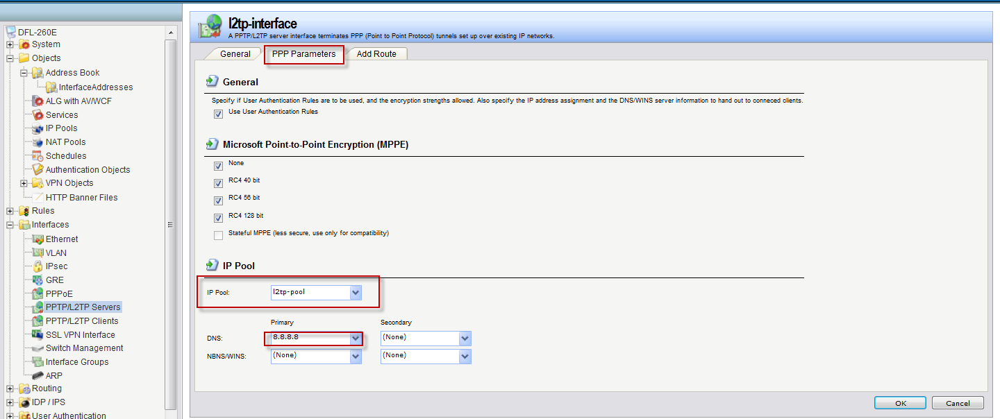 DFL-260E
System
Objects
Address Book
InterfaceAddresses
ALG with AV/WCF
Services
IP Pools
NAT Pools
Schedules
Authentication Objects
VPN Objects
HTTP Banner Files
Rules
Interfaces
Ethernet
VLAN
IPsec
GRE
PPPoE
PPTP/L2TP Servers
PPTP/L2TP Clients
SSL VPN Interface
Switch Management
Interface Groups
ARP
Routing
IDP / IPS
User Authentication
l2tp-interface
A PPTP/L2TP server interface terminates PPP (Point to Point Protocol) tunnels set up over existing IP networks.
General PPP Parameters Add Route
General
Specify if User Authentication Rules are to be used, and the encryption strengths allowed. Also specify the IP address assignment and the DNS/WINS server information to hand out to conneced clients.
Use User Authentication Rules
Microsoft Point-to-Point Encryption (MPPE)
None
RC4 40 bit
RC4 56 bit
RC4 128 bit
Stateful MPPE (less secure, use only for compatibility)
IP Pool
IP Pool: l2tp-pool
Primary Secondary
DNS: 8.8.8.8 (None)
NBNS/WINS: (None) (None)
OK Cancel